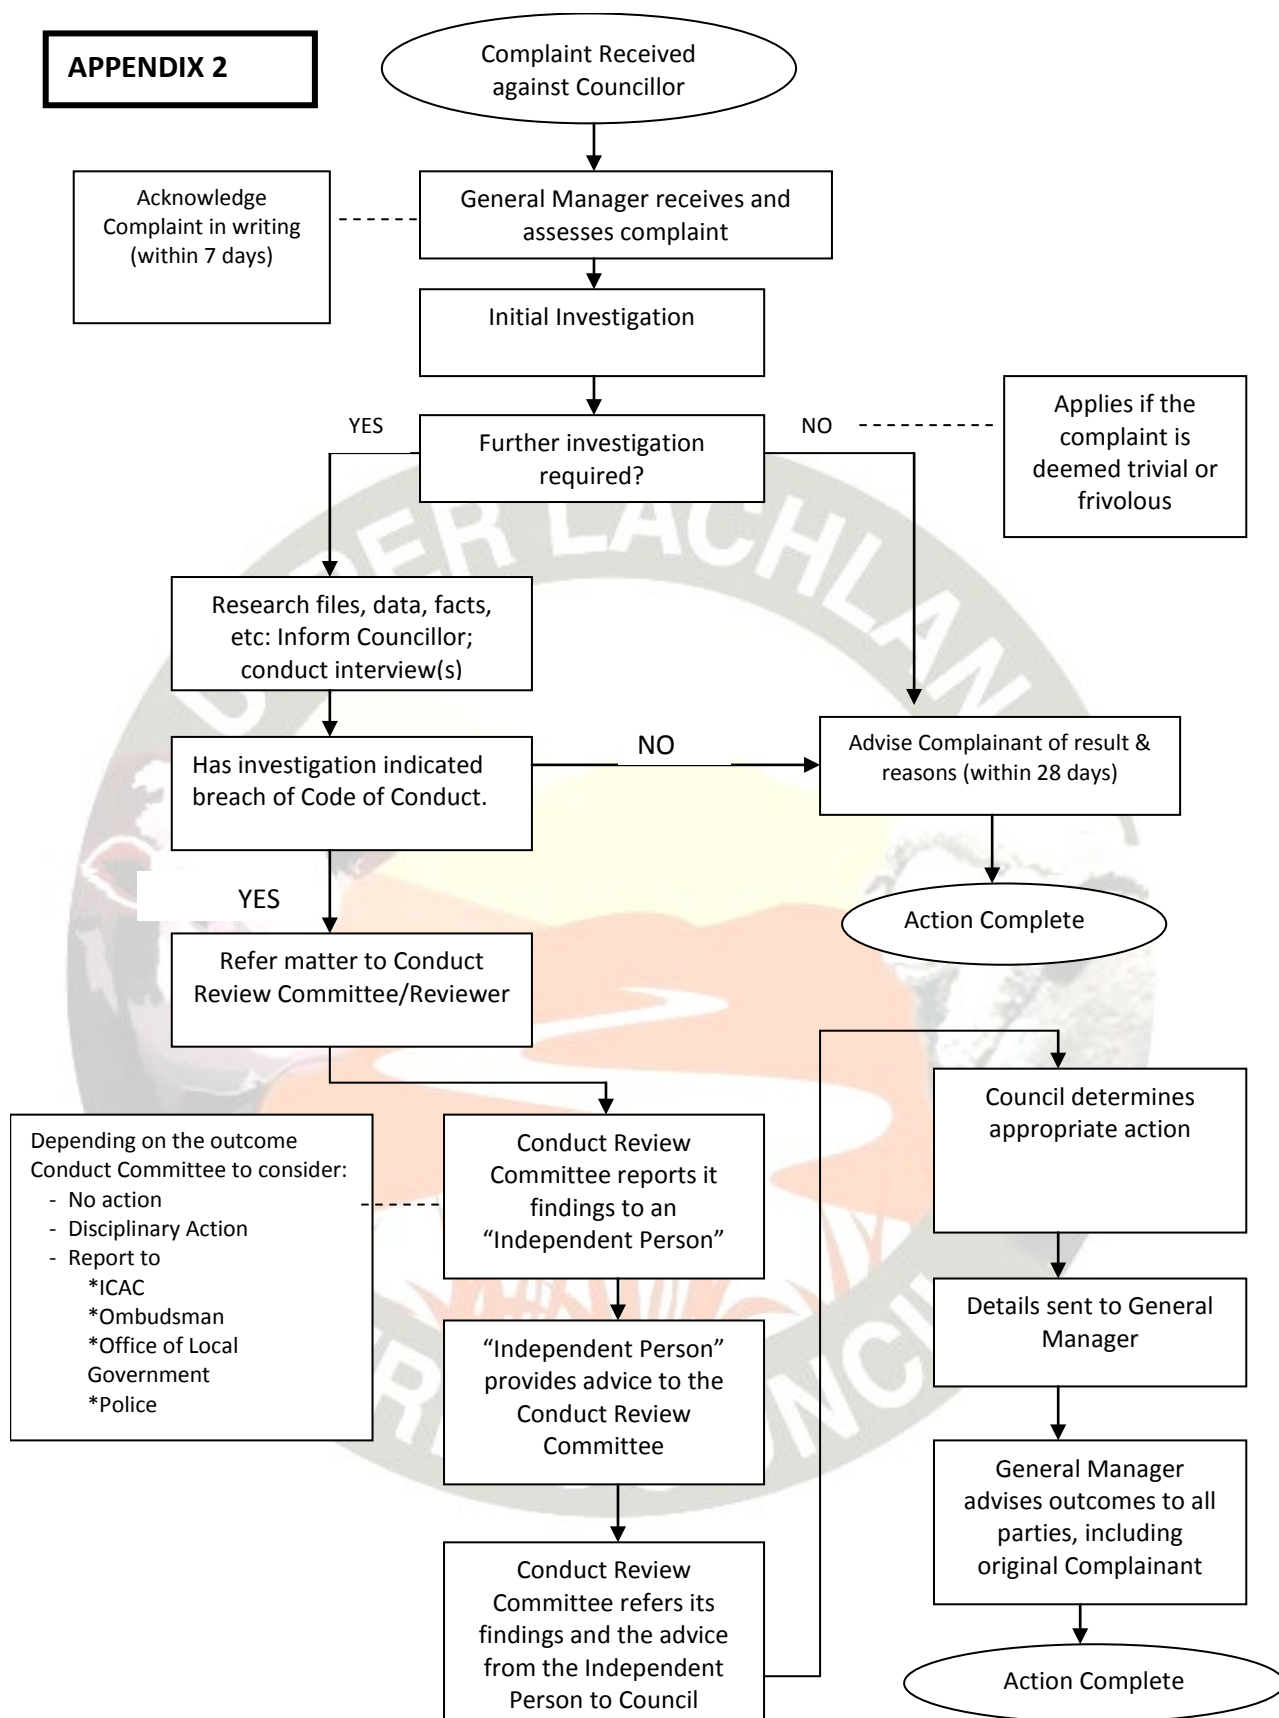 APPENDIX 2
Complaint Received
against Councillor
Acknowledge
Complaint in writing
(within 7 days)
General Manager receives and
assesses complaint
Initial Investigation
YES
Further investigation
required?
NO
Applies if the
complaint is
deemed trivial or
frivolous
Research files, data, facts,
etc: Inform Councillor;
conduct interview(s)
Has investigation indicated
breach of Code of Conduct.
NO
Advise Complainant of result &
reasons (within 28 days)
YES
Action Complete
Refer matter to Conduct
Review Committee/Reviewer
Depending on the outcome
Conduct Committee to consider:
- No action
- Disciplinary Action
- Report to
*ICAC
*Ombudsman
*Office of Local
Government
*Police
Conduct Review
Committee reports it
findings to an
“Independent Person”
“Independent Person”
provides advice to the
Conduct Review
Committee
Conduct Review
Committee refers its
findings and the advice
from the Independent
Person to Council
Council determines
appropriate action
Details sent to General
Manager
General Manager
advises outcomes to all
parties, including
original Complainant
Action Complete
UPPER LACHLAN